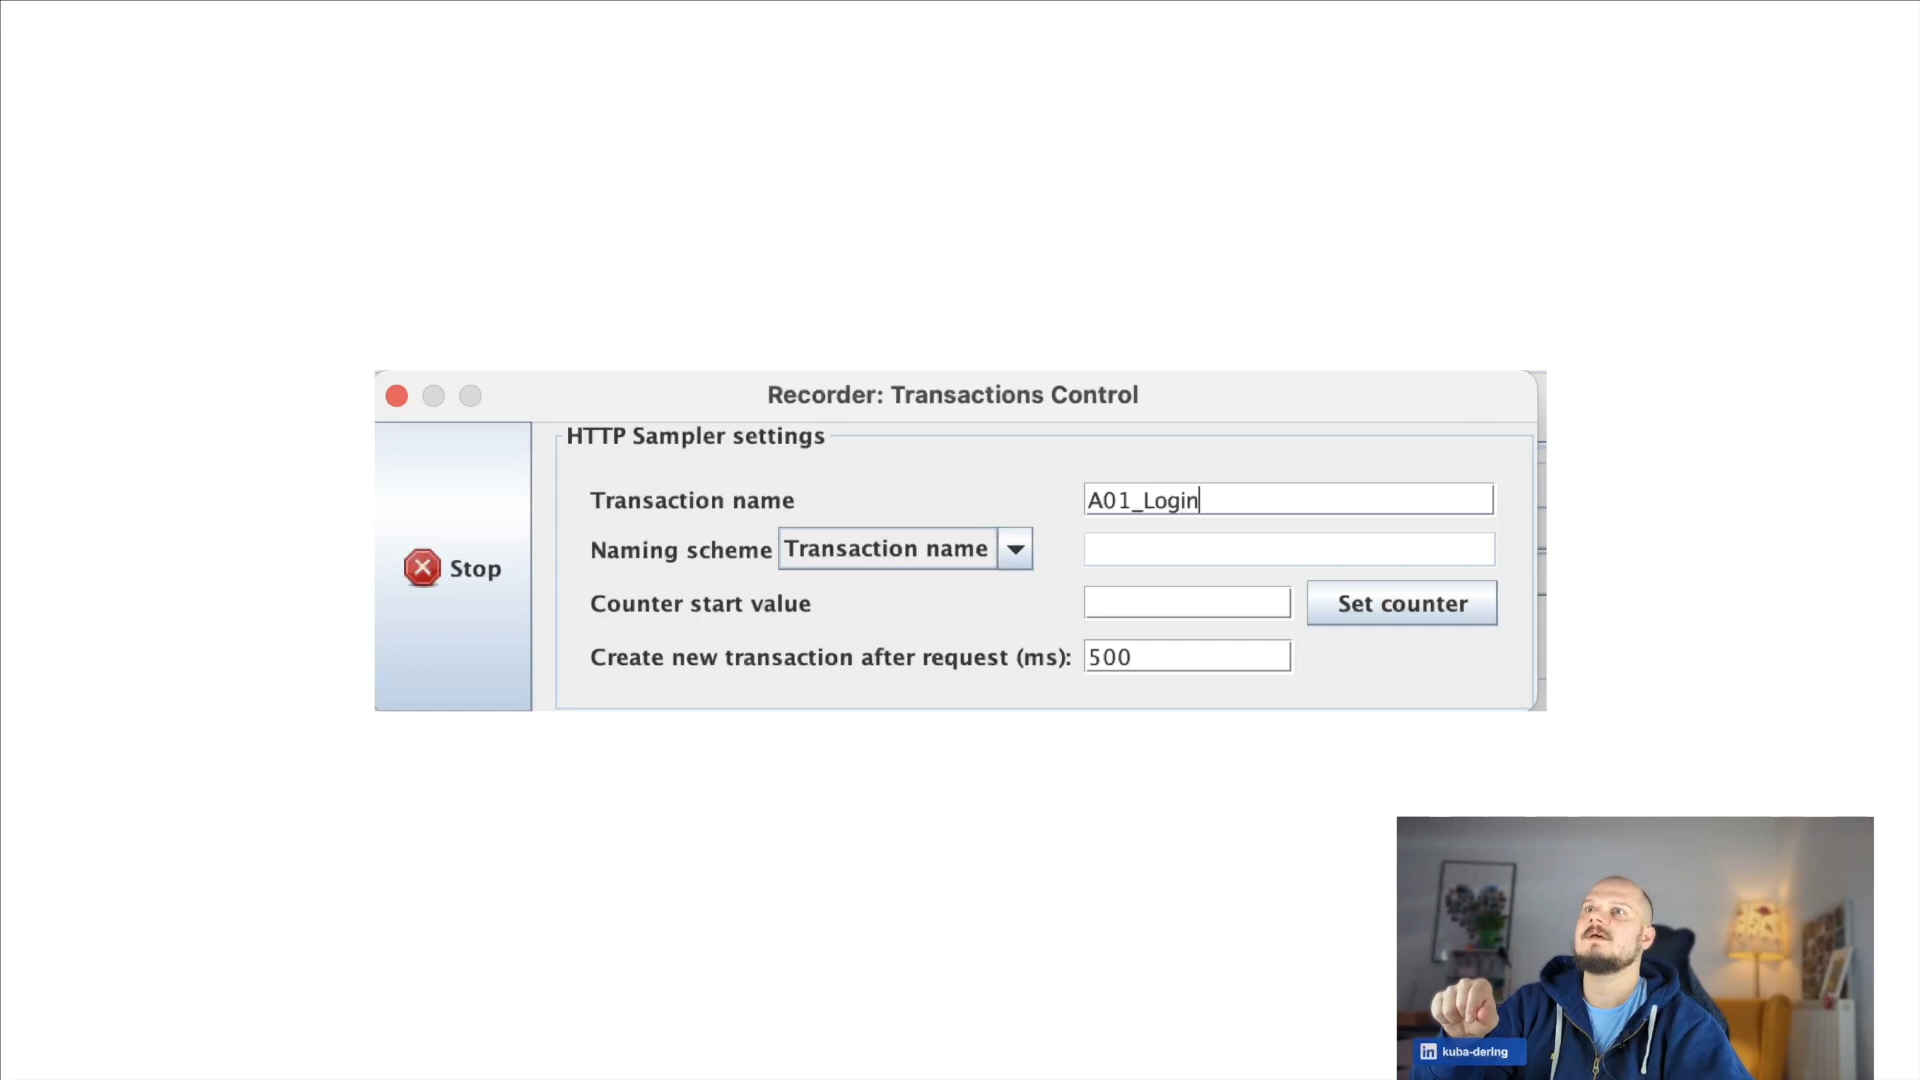 Recorder: Transactions Control
HTTP Sampler settings
Transaction name A01_Login
Naming scheme Transaction name
Stop
Counter start value Set counter
Create new transaction after request (ms): 500
in kuba-dering